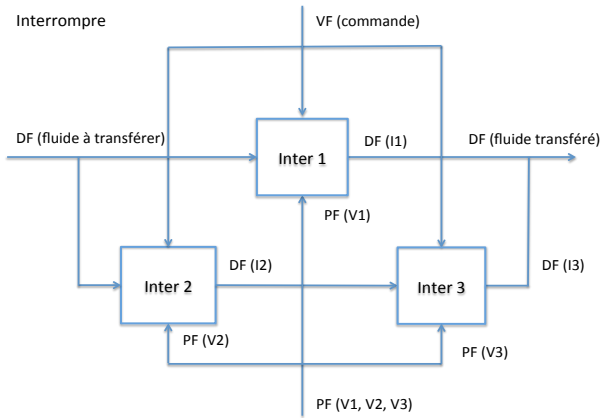 Interrompre
VF (commande)
DF (fluide à transférer)
DF (I1)
DF (fluide transféré)
Inter 1
PF (V1)
DF (I2)
DF (I3)
Inter 2
Inter 3
PF (V2)
PF (V3)
PF (V1, V2, V3)